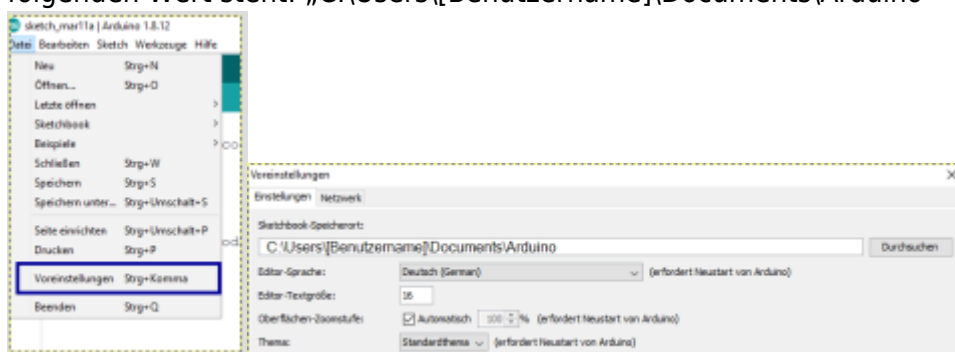 folgenden Wert steht: „C:\Users\[Benutzername]\Documents\Arduino"
sketch_mar11a | Arduino 1.8.12
Datei Bearbeiten Sketch Werkzeuge Hilfe
Neu Strg+N
Öffnen... Strg+O
Letzte öffnen >
Sketchbook >
Beispiele >
Schließen Strg+W
Speichern Strg+S
Speichern unter... Strg+Umschalt+S
Seite einrichten Strg+Umschalt+P
Drucken Strg+P
Voreinstellungen Strg+Komma
Beenden Strg+Q
co
od
Voreinstellungen
Einstellungen Netzwerk
Sketchbook-Speicherort:
C:\Users\[Benutzername]\Documents\Arduino Durchsuchen
Editor-Sprache: Deutsch (German) (erfordert Neustart von Arduino)
Editor-Textgröße: 16
Oberflächen-Zoomstufe: Automatisch 100 % (erfordert Neustart von Arduino)
Thema: Standardthema (erfordert Neustart von Arduino)